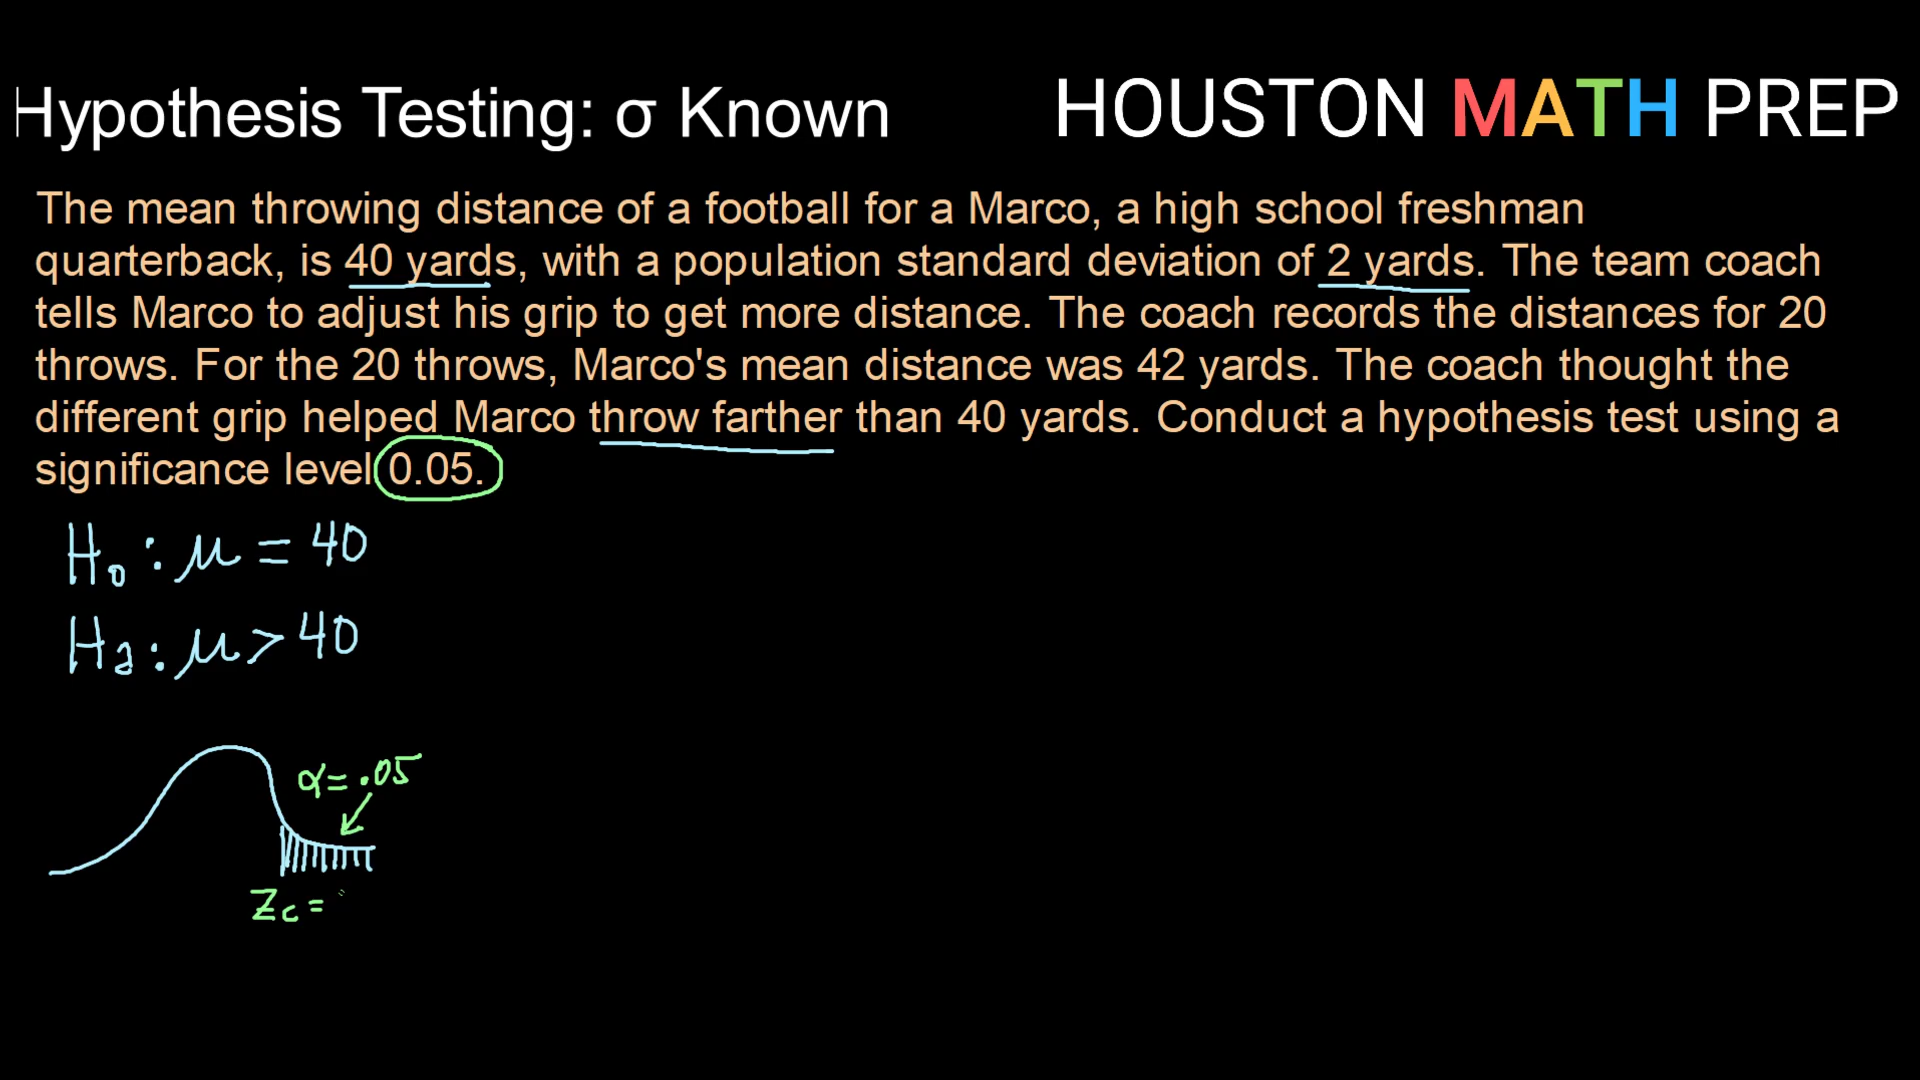 Hypothesis Testing: σ Known
HOUSTON MATH PREP
The mean throwing distance of a football for a Marco, a high school freshman
quarterback, is 40 yards, with a population standard deviation of 2 yards. The team coach
tells Marco to adjust his grip to get more distance. The coach records the distances for 20
throws. For the 20 throws, Marco's mean distance was 42 yards. The coach thought the
different grip helped Marco throw farther than 40 yards. Conduct a hypothesis test using a
significance level 0.05.
H₀ : μ = 40
Hₐ : μ > 40
α = .05
Z꜀ =